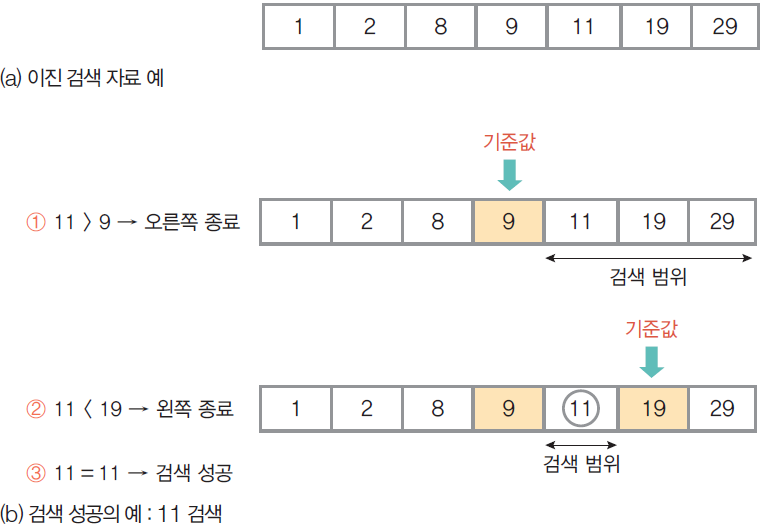 1 2 8 9 11 19 29
(a) 이진 검색 자료 예
기준값
① 11 > 9 → 오른쪽 종료 1 2 8 9 11 19 29
검색 범위
기준값
② 11 < 19 → 왼쪽 종료 1 2 8 9 11 19 29
검색 범위
③ 11 = 11 → 검색 성공
(b) 검색 성공의 예 : 11 검색